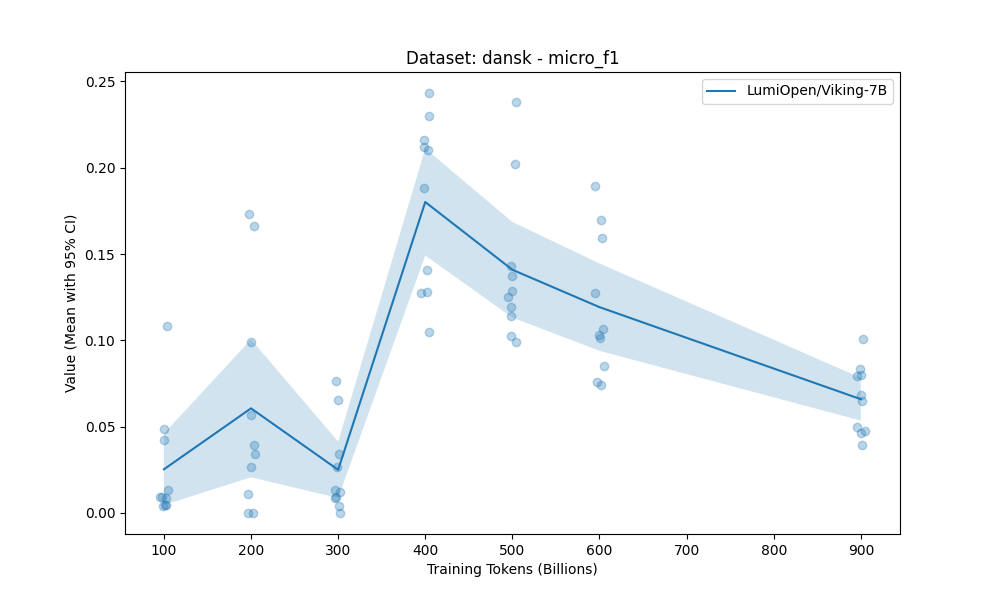 Dataset: dansk - micro_f1
LumiOpen/Viking-7B
Value (Mean with 95% CI)
0.25
0.20
0.15
0.10
0.05
0.00
100 200 300 400 500 600 700 800 900
Training Tokens (Billions)